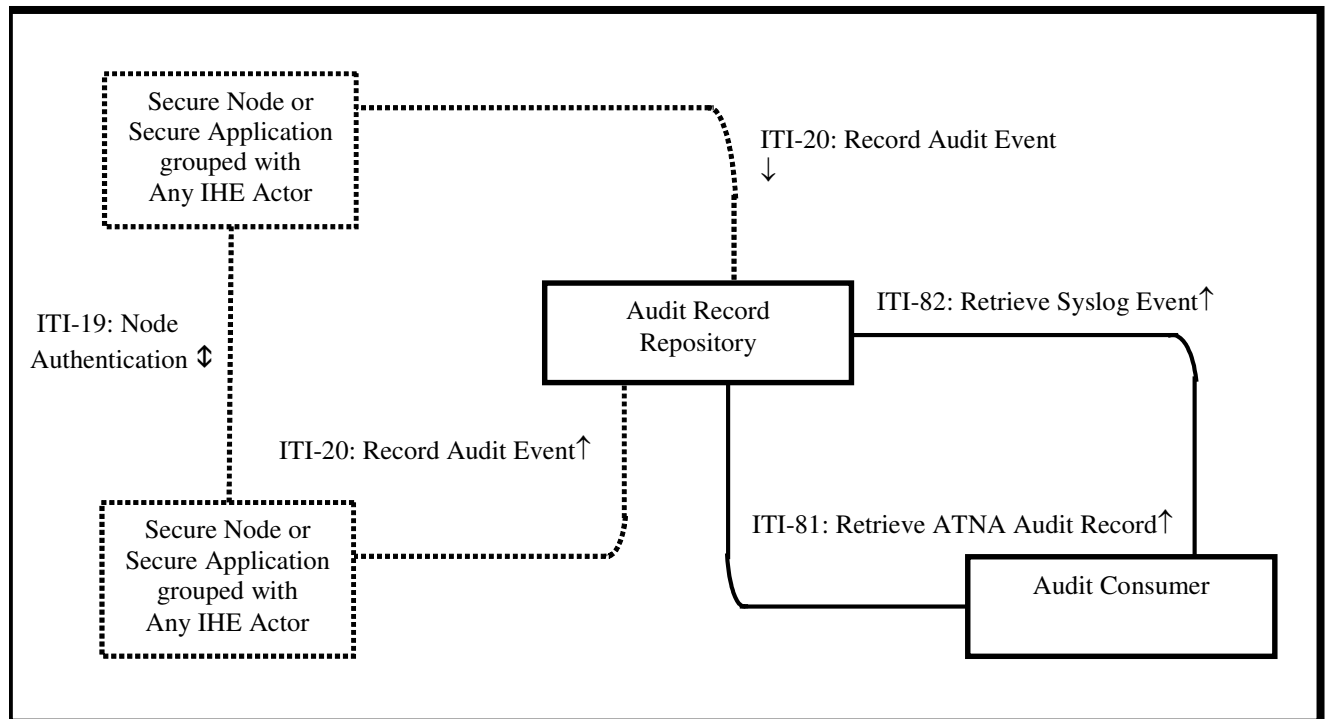 Secure Node or
Secure Application
grouped with
Any IHE Actor
ITI-20: Record Audit Event
↓
ITI-19: Node
Authentication ⇕
Audit Record
Repository
ITI-82: Retrieve Syslog Event↑
ITI-20: Record Audit Event↑
ITI-81: Retrieve ATNA Audit Record↑
Secure Node or
Secure Application
grouped with
Any IHE Actor
Audit Consumer